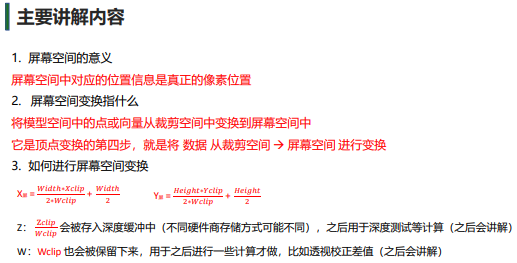 主要讲解内容
1. 屏幕空间的意义
屏幕空间中对应的位置信息是真正的像素位置
2. 屏幕空间变换指什么
将模型空间中的点或向量从裁剪空间中变换到屏幕空间中
它是顶点变换的第四步，就是将 数据 从裁剪空间 → 屏幕空间 进行变换
3. 如何进行屏幕空间变换
X屏 = Width*Xclip / 2*Wclip + Width / 2 Y屏 = Height*Yclip / 2*Wclip + Height / 2
z： Zclip / Wclip 会被存入深度缓冲中（不同硬件商存储方式可能不同），之后用于深度测试等计算（之后会讲解）
w：Wclip 也会被保留下来，用于之后进行一些计算才做，比如透视校正差值（之后会讲解）